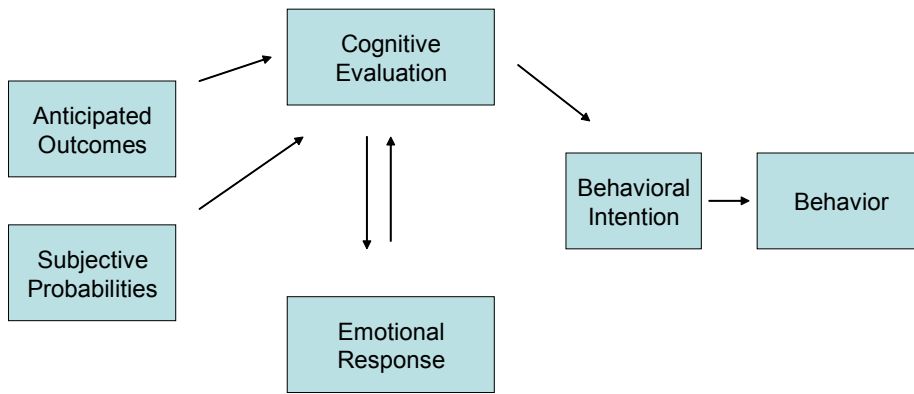 Cognitive
Evaluation
Anticipated
Outcomes
Subjective
Probabilities
Emotional
Response
Behavioral
Intention
Behavior